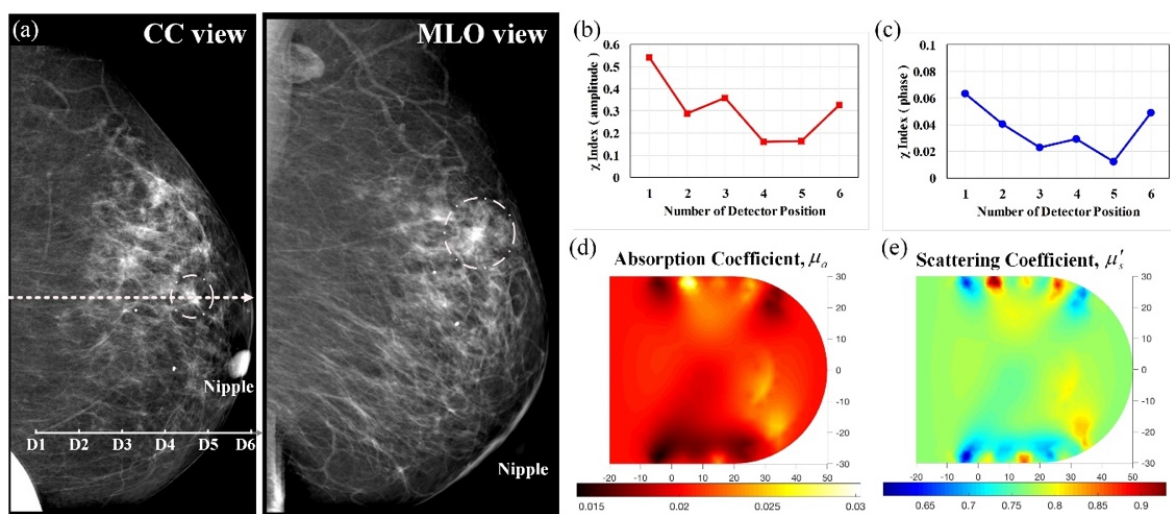 (a)
CC view
MLO view
Nipple
D1 D2 D3 D4 D5 D6
Nipple
(b)
0.6
0.5
0.4
0.3
0.2
0.1
0
χ Index ( amplitude )
1 2 3 4 5 6
Number of Detector Position
(c)
0.1
0.08
0.06
0.04
0.02
0
χ Index ( phase )
1 2 3 4 5 6
Number of Detector Position
(d)
Absorption Coefficient, μa
30
20
10
0
-10
-20
-30
-20 -10 0 10 20 30 40 50
0.015 0.02 0.025 0.03
(e)
Scattering Coefficient, μ's
30
20
10
0
-10
-20
-30
-20 -10 0 10 20 30 40 50
0.65 0.7 0.75 0.8 0.85 0.9